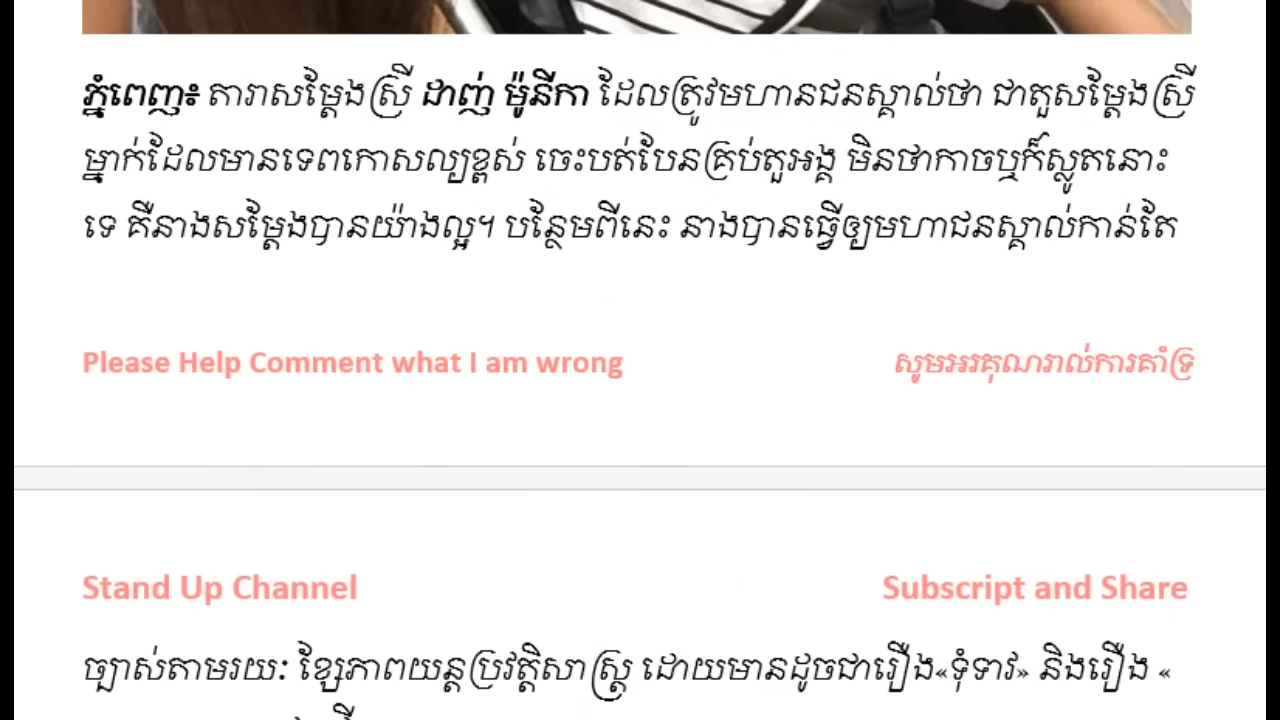 ភ្នំពេញ៖ តារាសម្ដែងស្រី ដាញ់ ម៉ូនីកា ដែលត្រូវមហានជនស្គាល់ថា ជាតួសម្ដែងស្រី
ម្នាក់ដែលមានទេពកោសល្យខ្ពស់ ចេះបត់បែនគ្រប់តួអង្គ មិនថាកាចឬក៏ស្លូតនោះ
ទេ គឺនាងសម្ដែងបានយ៉ាងល្អ។ បន្ថែមពីនេះ នាងបានធ្វើឲ្យមហាជនស្គាល់កាន់តែ
Please Help Comment what I am wrong
សូមអរគុណរាល់ការគាំទ្រ
Stand Up Channel
Subscript and Share
ច្បាស់តាមរយៈ ខ្សែភាពយន្តប្រវត្តិសាស្ត្រ ដោយមានដូចជារឿង«ទុំទាវ» និងរឿង «